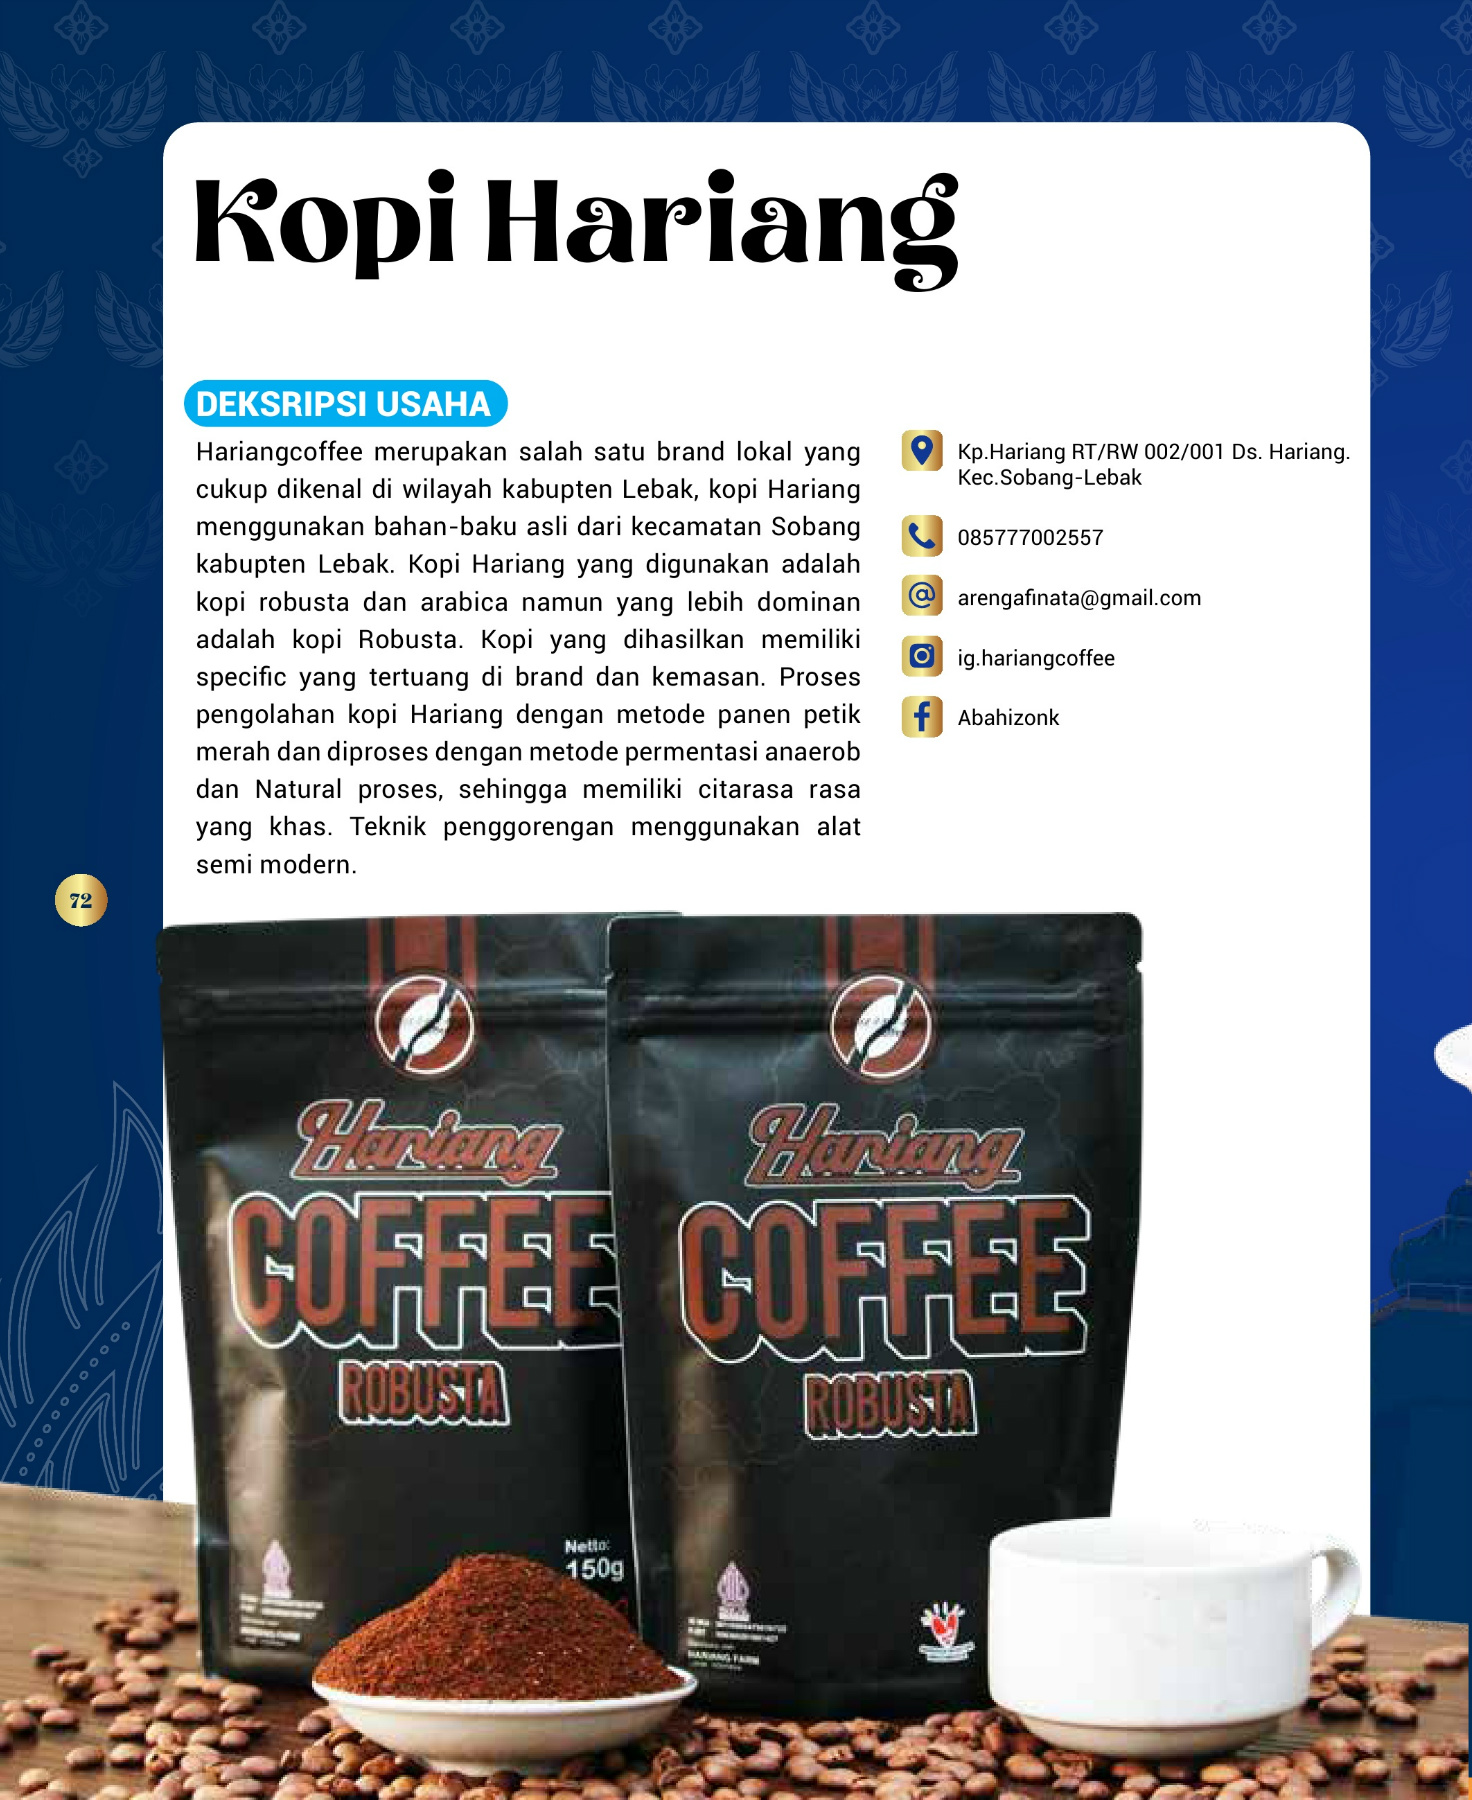 Kopi Hariang
DEKSRIPSI USAHA
Hariangcoffee merupakan salah satu brand lokal yang
cukup dikenal di wilayah kabupten Lebak, kopi Hariang
menggunakan bahan-baku asli dari kecamatan Sobang
kabupten Lebak. Kopi Hariang yang digunakan adalah
kopi robusta dan arabica namun yang lebih dominan
adalah kopi Robusta. Kopi yang dihasilkan memiliki
specific yang tertuang di brand dan kemasan. Proses
pengolahan kopi Hariang dengan metode panen petik
merah dan diproses dengan metode permentasi anaerob
dan Natural proses, sehingga memiliki citarasa rasa
yang khas. Teknik penggorengan menggunakan alat
semi modern.
Kp.Hariang RT/RW 002/001 Ds. Hariang.
Kec.Sobang-Lebak
085777002557
arengafinata@gmail.com
ig.hariangcoffee
Abahizonk
72
Hariang
COFFEE
ROBUSTA
Netto:
150g
Hariang
COFFEE
ROBUSTA
HARIANG FARM